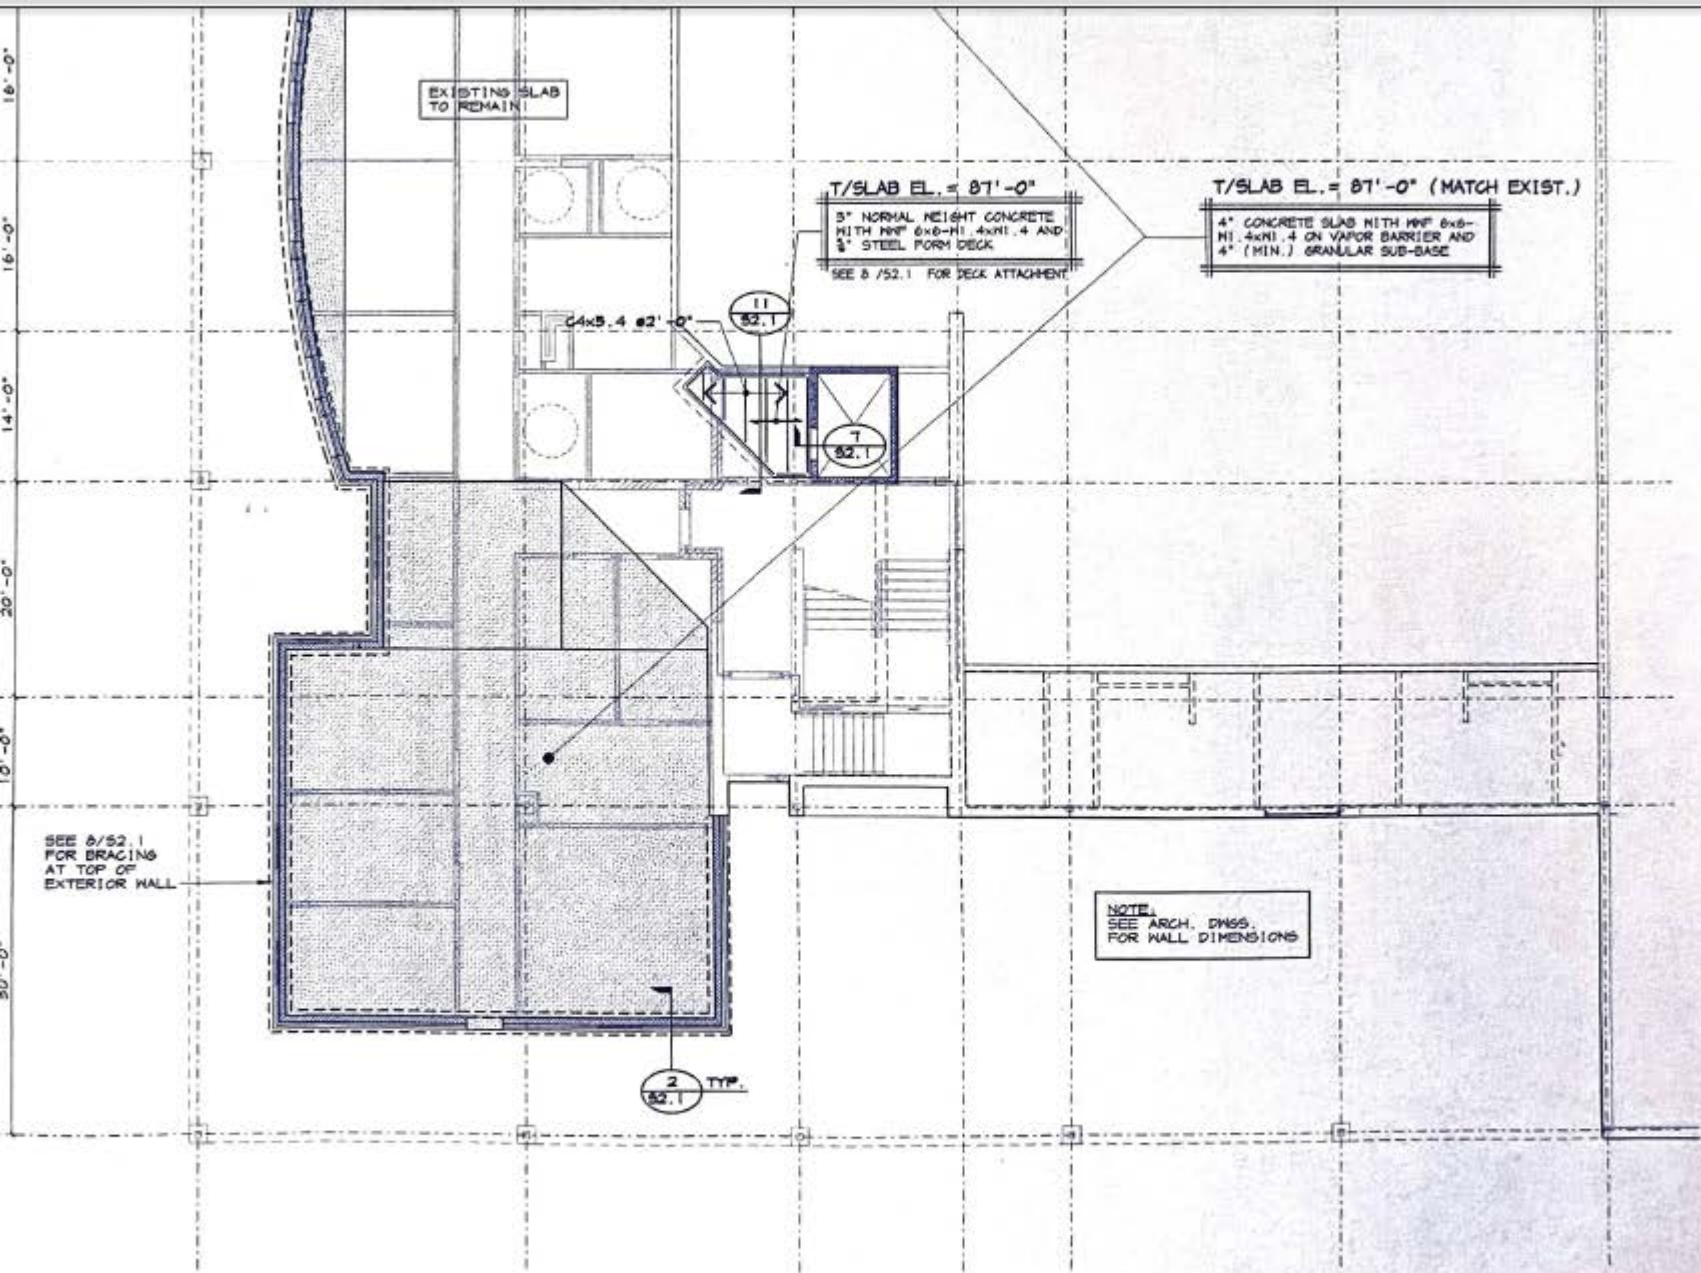 16'-0"
EXISTING SLAB
TO REMAIN
T/SLAB EL.= 87'-0"
3" NORMAL WEIGHT CONCRETE
WITH WWF 6x6-W1.4xW1.4 AND
STEEL FORM DECK
SEE 8 /S2.1 FOR DECK ATTACHMENT
T/SLAB EL.= 87'-0" (MATCH EXIST.)
4" CONCRETE SLAB WITH WWF 6x6-
W1.4xW1.4 ON VAPOR BARRIER AND
4" (MIN.) GRANULAR SUB-BASE
16'-0"
11
S2.1
C4x5.4 @2'-0"
14'-0"
7
S2.1
20'-0"
10'-0"
SEE 8/S2.1
FOR BRACING
AT TOP OF
EXTERIOR WALL
NOTE:
SEE ARCH. DWGS.
FOR WALL DIMENSIONS
30'-0"
2
S2.1
TYP.